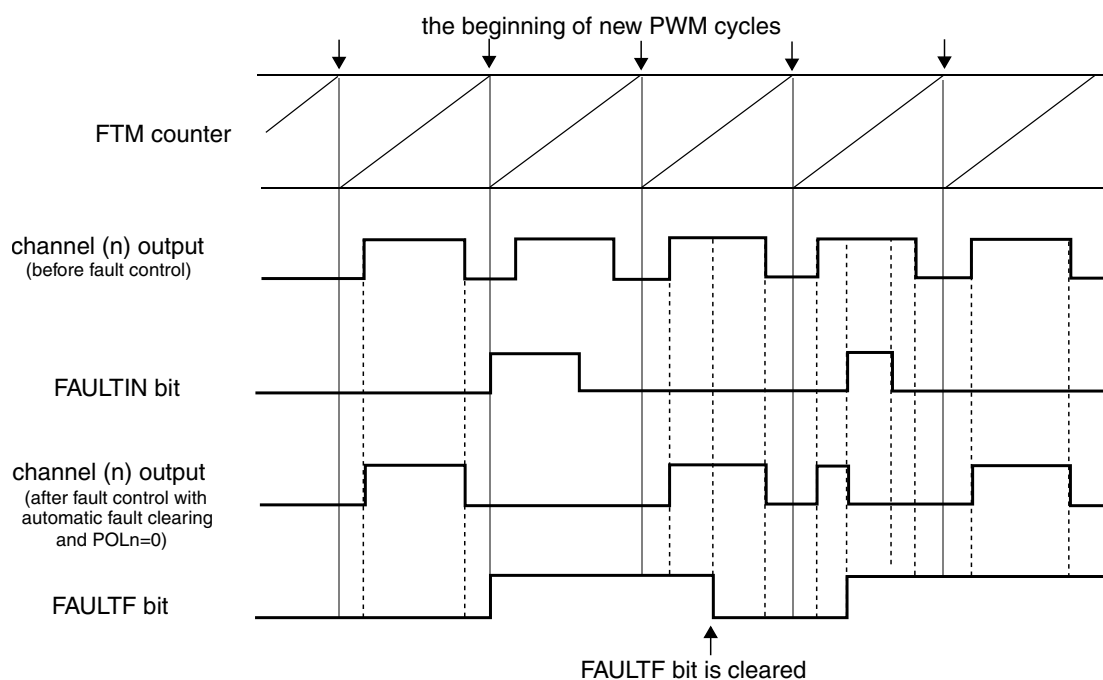 the beginning of new PWM cycles
FTM counter
channel (n) output
(before fault control)
FAULTIN bit
channel (n) output
(after fault control with
automatic fault clearing
and POLn=0)
FAULTF bit
FAULTF bit is cleared